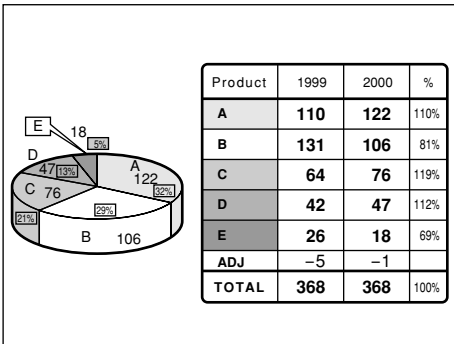 E
18
5%
D
47 13%
A
122
32%
C 76
29%
21%
B 106
Product 1999 2000 %
A 110 122 110%
B 131 106 81%
C 64 76 119%
D 42 47 112%
E 26 18 69%
ADJ −5 −1
TOTAL 368 368 100%